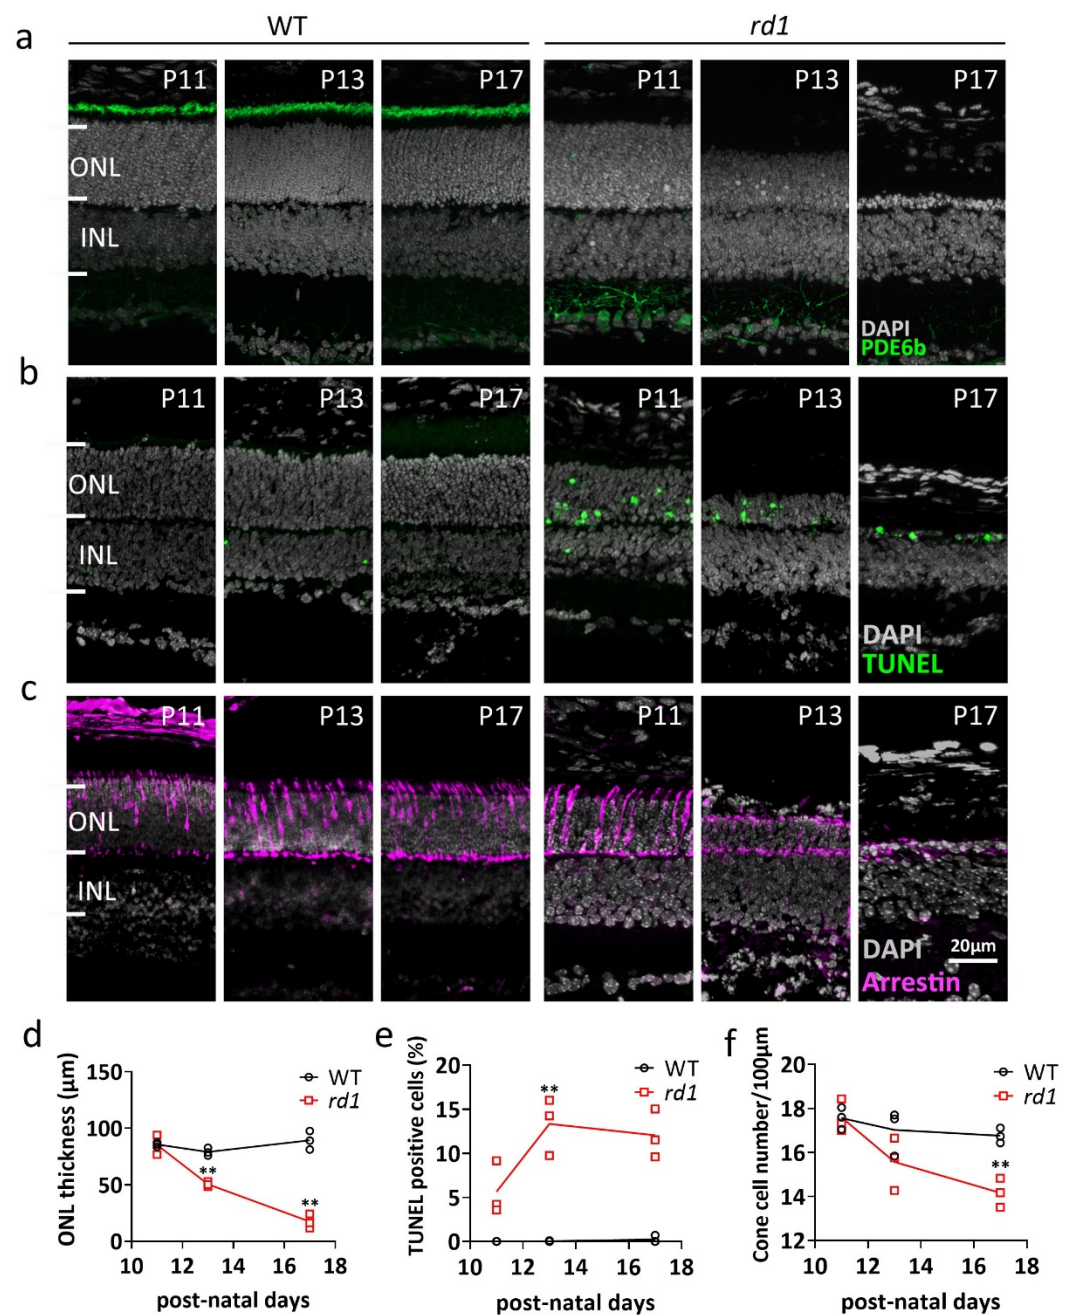 a
WT
rd1
P11
P13
P17
P11
P13
P17
ONL
INL
DAPI
PDE6b
b
P11
P13
P17
P11
P13
P17
ONL
INL
DAPI
TUNEL
c
P11
P13
P17
P11
P13
P17
ONL
INL
DAPI
20µm
Arrestin
d
ONL thickness (µm)
150
100
50
0
10 12 14 16 18
post-natal days
WT
rd1
**
**
e
TUNEL positive cells (%)
20
15
10
5
0
10 12 14 16 18
post-natal days
WT
rd1
**
f
Cone cell number/100µm
20
18
16
14
12
10 12 14 16 18
post-natal days
WT
rd1
**